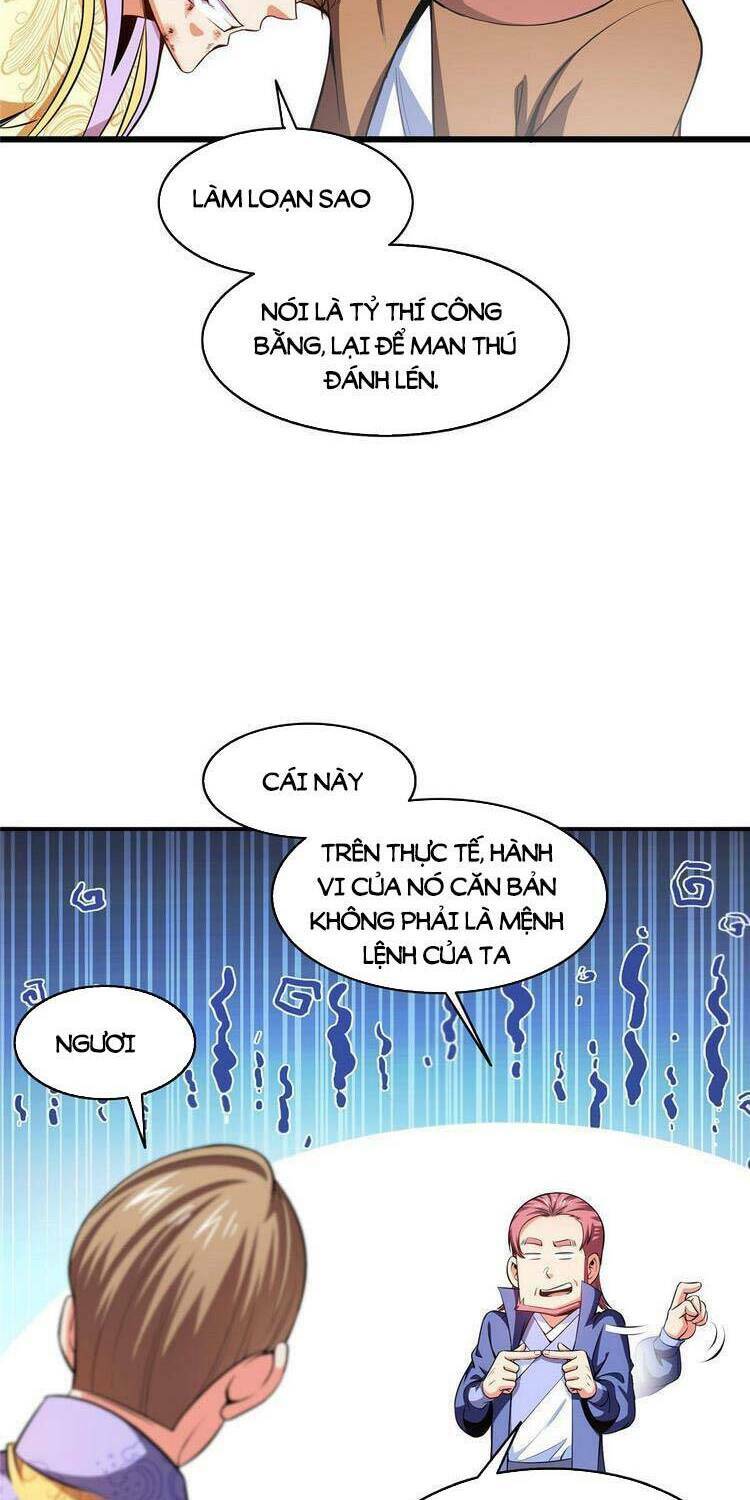 LÀM LOẠN SAO
NÓI LÀ TỶ THÍ CÔNG
BẰNG, LẠI ĐỂ MAN THÚ
ĐÁNH LÉN.
CÁI NÀY
TRÊN THỰC TẾ, HÀNH
VI CỦA NÓ CĂN BẢN
KHÔNG PHẢI LÀ MỆNH
LỆNH CỦA TA
NGƯƠI